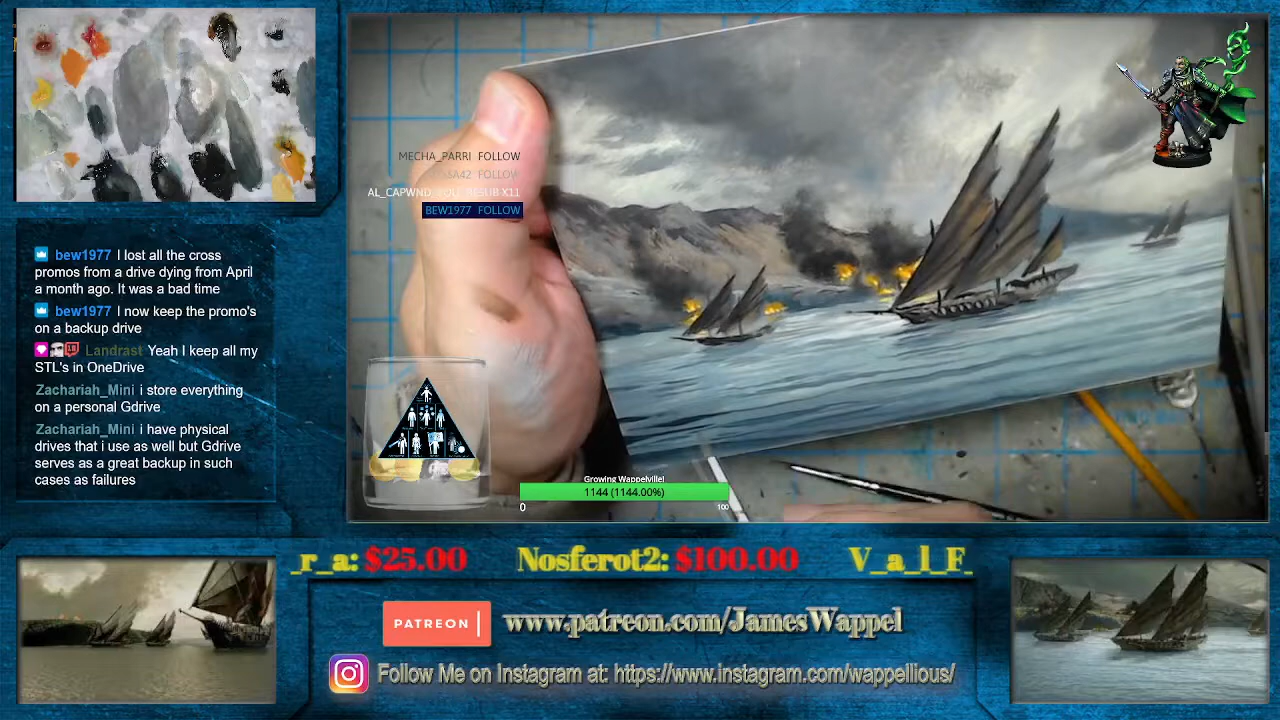 MECHA_PARRI FOLLOW
FOLLOW
BEW1977 FOLLOW
bew1977 I lost all the cross
promos from a drive dying from April
a month ago. It was a bad time
bew1977 I now keep the promo's
on a backup drive
Landrast Yeah I keep all my
STL's in OneDrive
Zachariah_Mini i store everything
on a personal Gdrive
Zachariah_Mini i have physical
drives that i use as well but Gdrive
serves as a great backup in such
cases as failures
Growing Wappelville!
1144 (1144.00%)
0 100
_r_a: $25.00 Nosferot2: $100.00 V_a_l_F_
PATREON www.patreon.com/JamesWappel
Follow Me on Instagram at: https://www.instagram.com/wappellious/